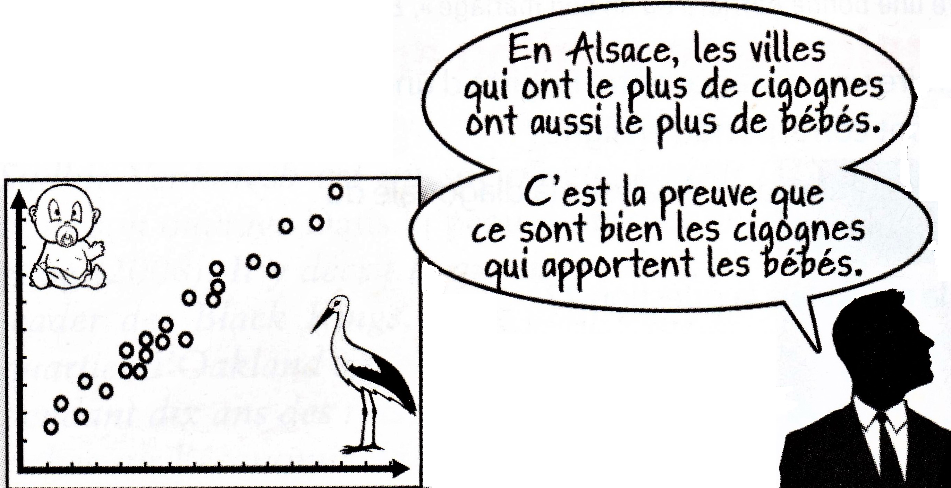 En Alsace, les villes
qui ont le plus de cigognes
ont aussi le plus de bébés.
C'est la preuve que
ce sont bien les cigognes
qui apportent les bébés.